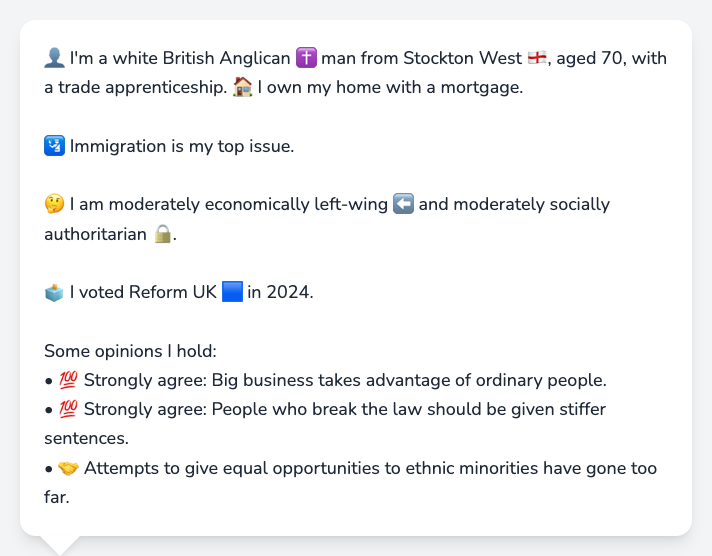 👤 I'm a white British Anglican ✝️ man from Stockton West 🏴󠁧󠁢󠁥󠁮󠁧󠁿, aged 70, with
a trade apprenticeship. 🏠 I own my home with a mortgage.
🛂 Immigration is my top issue.
🤔 I am moderately economically left-wing ⬅️ and moderately socially
authoritarian 🔒.
🗳️ I voted Reform UK 🟦 in 2024.
Some opinions I hold:
• 💯 Strongly agree: Big business takes advantage of ordinary people.
• 💯 Strongly agree: People who break the law should be given stiffer
sentences.
• 🤝 Attempts to give equal opportunities to ethnic minorities have gone too
far.